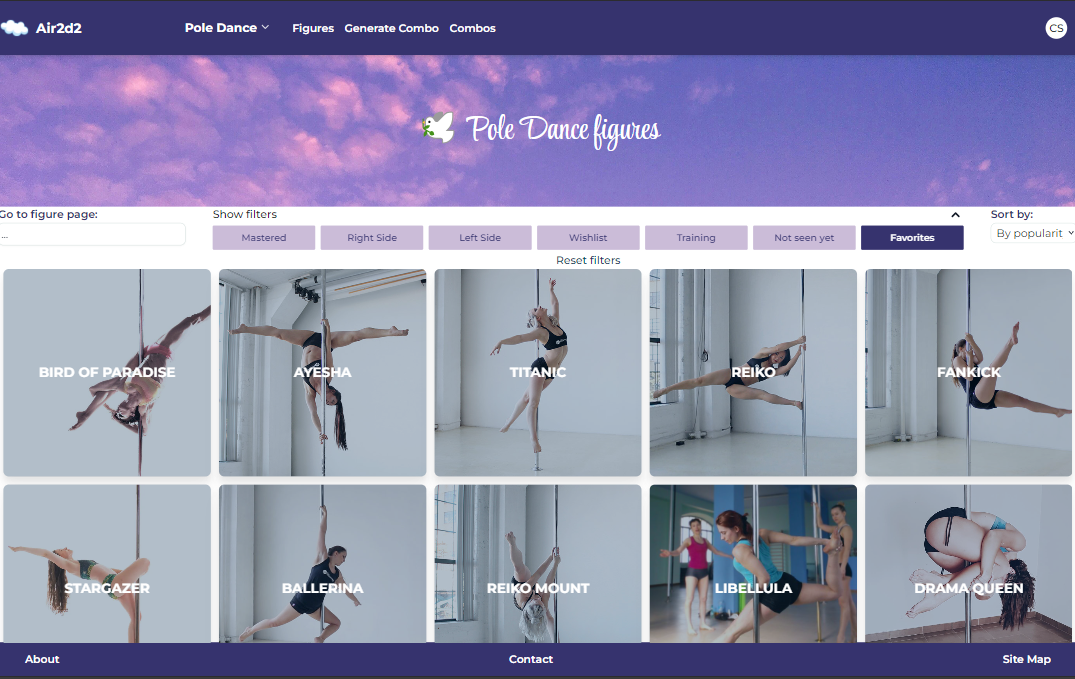 Air2d2
Pole Dance
Figures
Generate Combo
Combos
CS
Pole Dance figures
Go to figure page:
Show filters
Sort by:
...
Mastered
Right Side
Left Side
Wishlist
Training
Not seen yet
Favorites
By popularit
Reset filters
BIRD OF PARADISE
AYESHA
TITANIC
REIKO
FANKICK
STARGAZER
BALLERINA
REIKO MOUNT
LIBELLULA
DRAMA QUEEN
About
Contact
Site Map